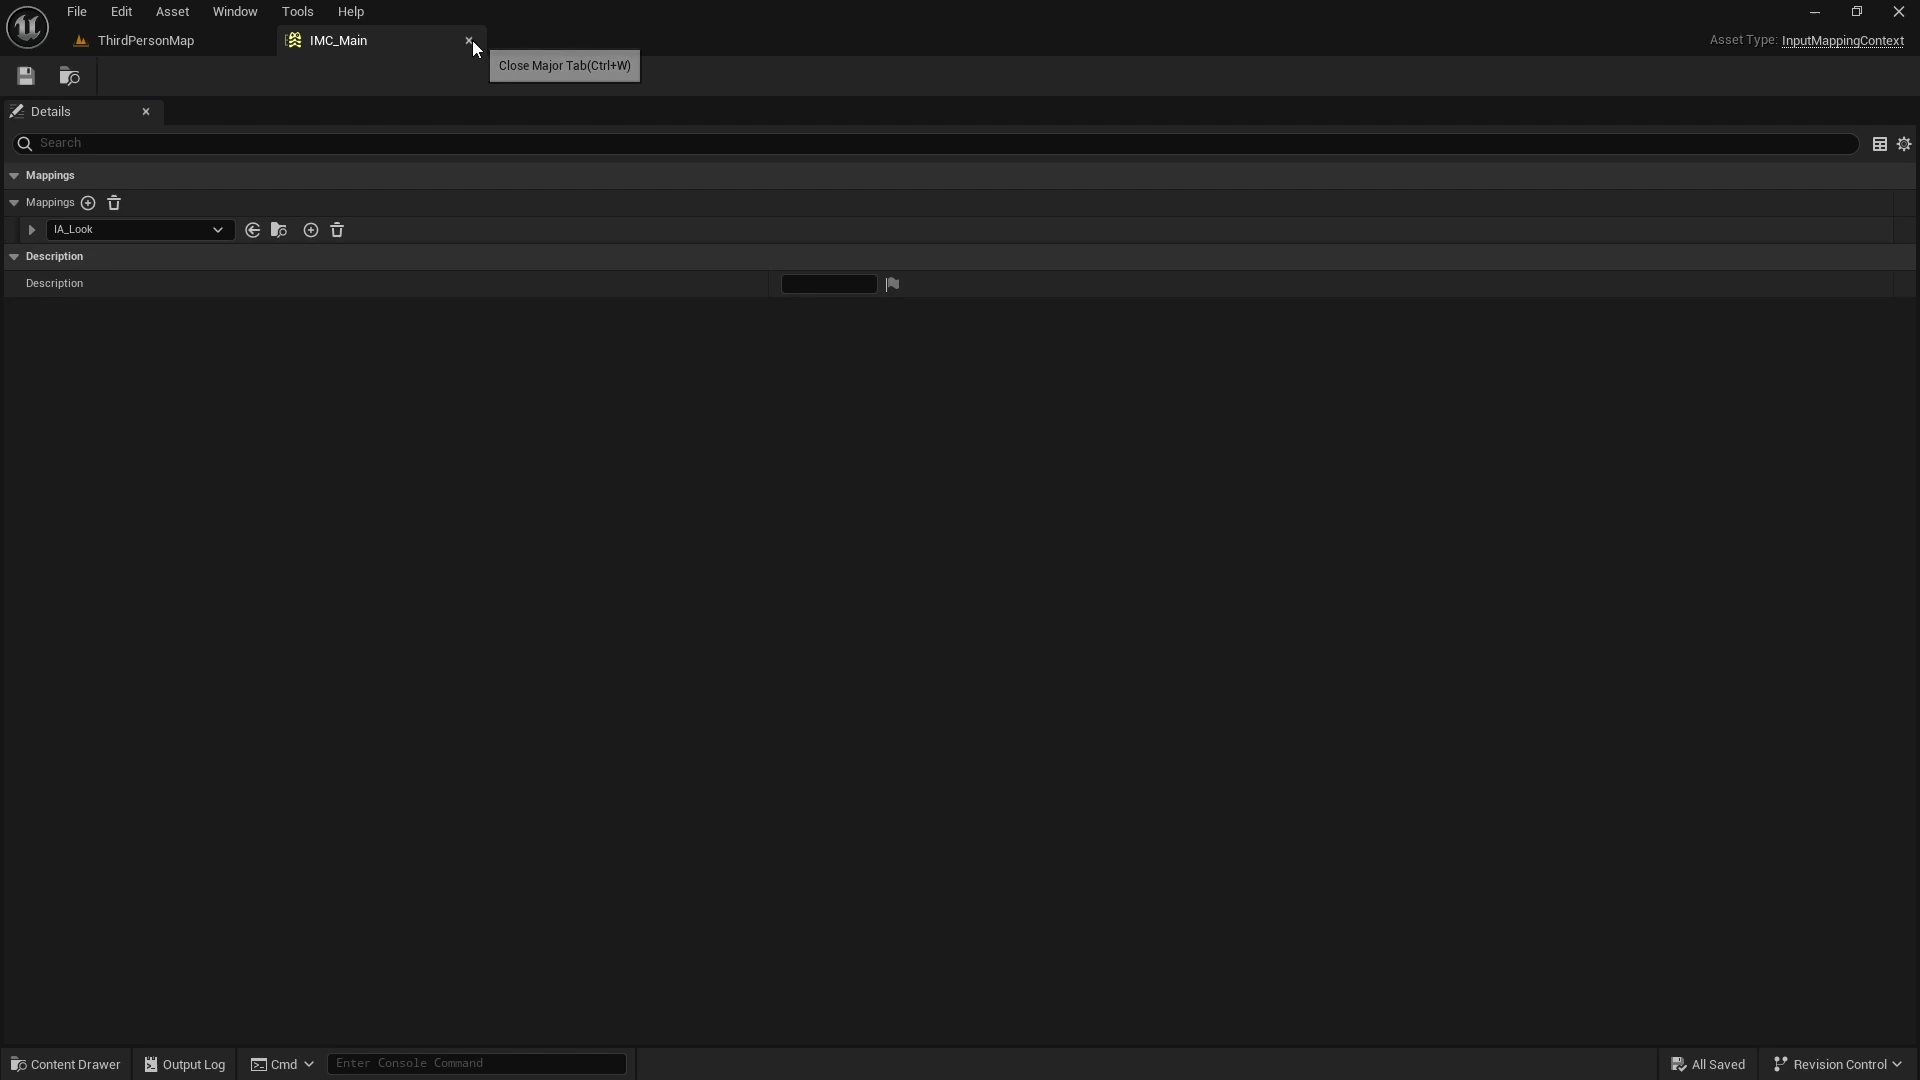 File Edit Asset Window Tools Help
ThirdPersonMap IMC_Main Asset Type: InputMappingContext
Close Major Tab(Ctrl+W)
Details
Search
Mappings
Mappings
IA_Look
Description
Description
Content Drawer Output Log Cmd Enter Console Command All Saved Revision Control